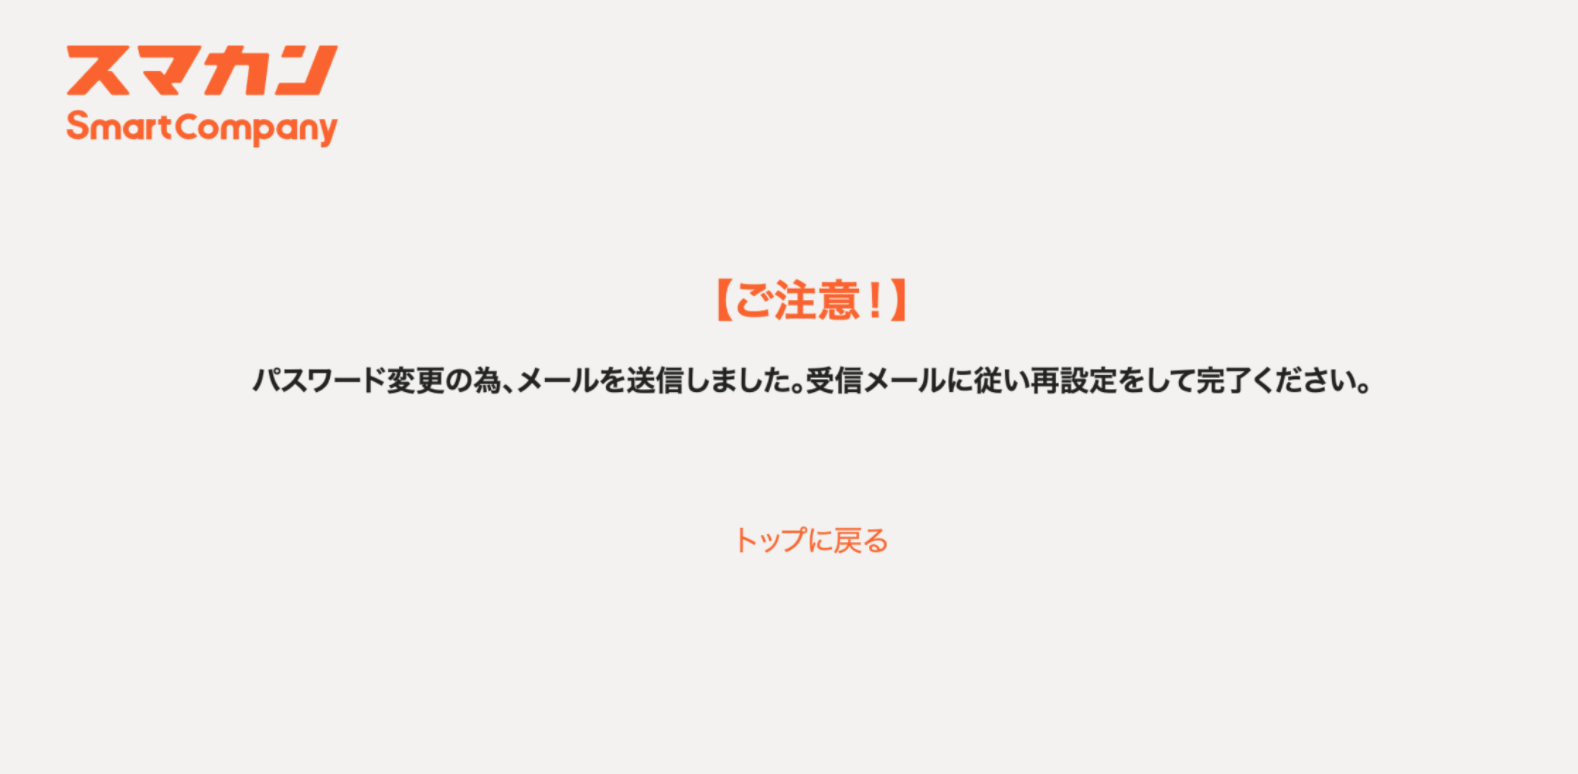 スマカン
SmartCompany
【ご注意！】
パスワード変更の為、メールを送信しました。受信メールに従い再設定をして完了ください。
トップに戻る